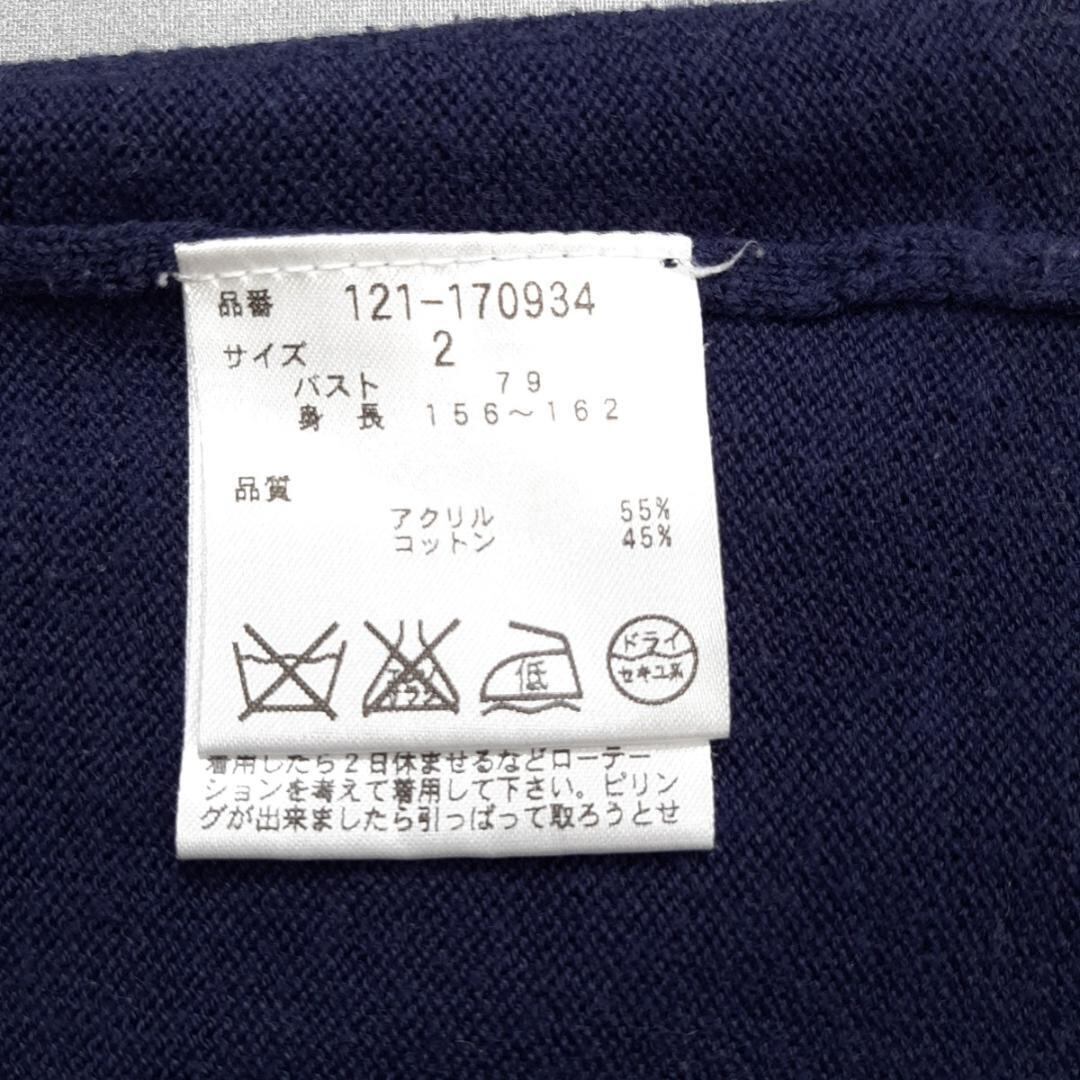 品番 121-170934
サイズ 2
バスト 79
身長 156～162
品質
アクリル 55%
コットン 45%
低
ドライ
セキユ系
着用したら2日休ませるなどローテー
ションを考えて着用して下さい。ピリン
グが出来ましたら引っぱって取ろうとせ